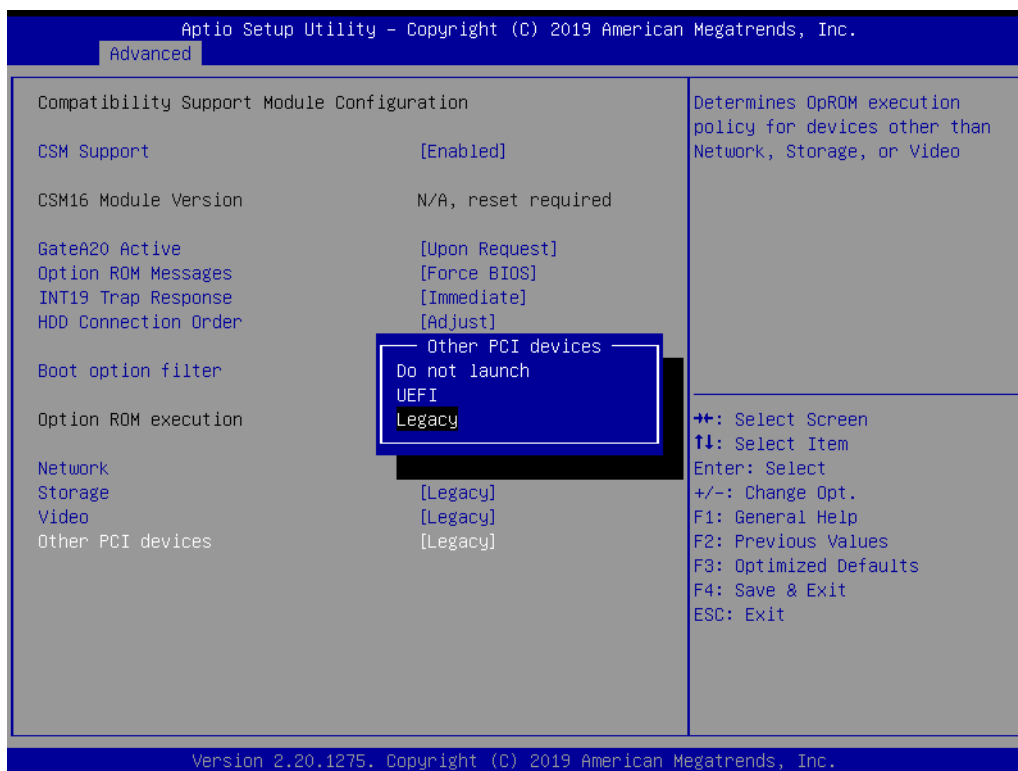 Aptio Setup Utility – Copyright (C) 2019 American Megatrends, Inc.
Advanced
Compatibility Support Module Configuration
CSM Support [Enabled]
CSM16 Module Version N/A, reset required
GateA20 Active [Upon Request]
Option ROM Messages [Force BIOS]
INT19 Trap Response [Immediate]
HDD Connection Order [Adjust]
Boot option filter
Option ROM execution
Network
Storage [Legacy]
Video [Legacy]
Other PCI devices [Legacy]
Other PCI devices
Do not launch
UEFI
Legacy
Determines OpROM execution
policy for devices other than
Network, Storage, or Video
→←: Select Screen
↑↓: Select Item
Enter: Select
+/-: Change Opt.
F1: General Help
F2: Previous Values
F3: Optimized Defaults
F4: Save & Exit
ESC: Exit
Version 2.20.1275. Copyright (C) 2019 American Megatrends, Inc.